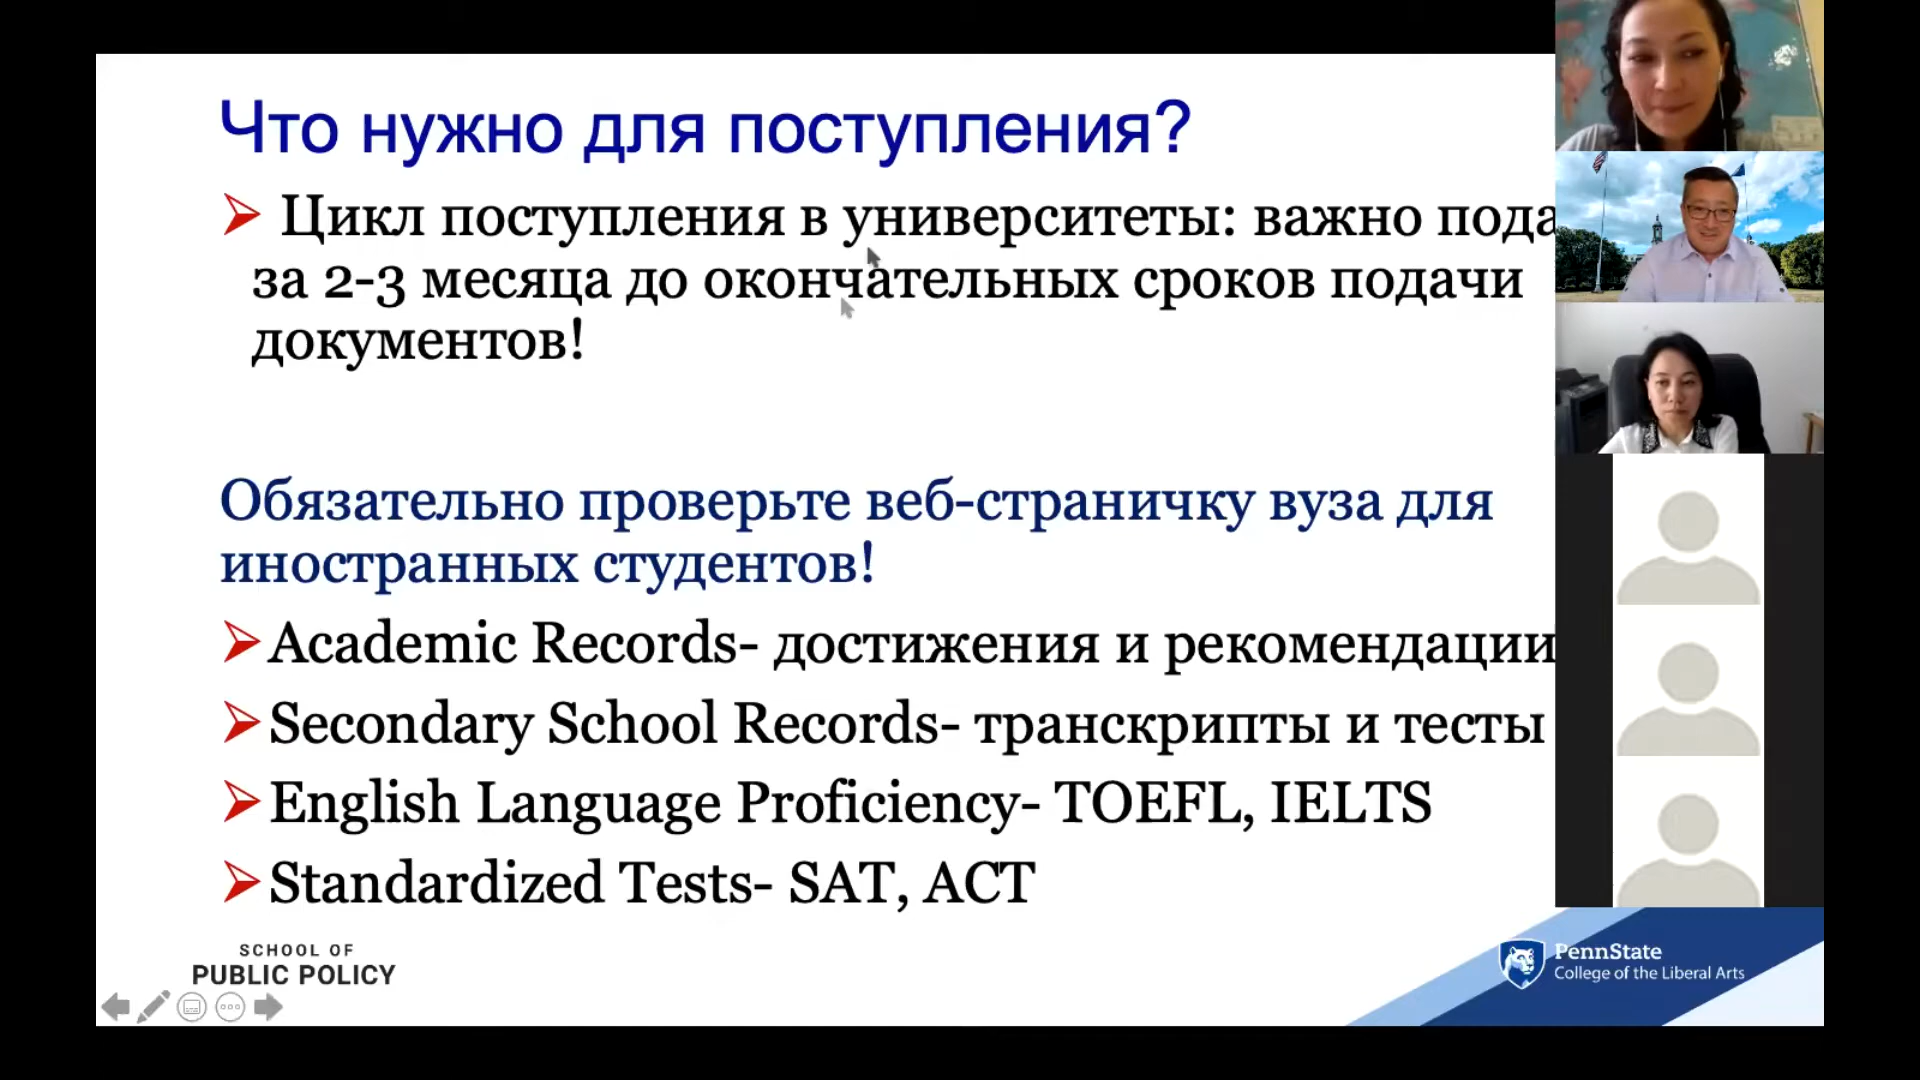 Что нужно для поступления?
Цикл поступления в университеты: важно
за 2-3 месяца до окончательных сроков подачи
документов!
Обязательно проверьте веб-страничку вуза для
иностранных студентов!
Academic Records- достижения и рекомендации
Secondary School Records- транскрипты и тесты
English Language Proficiency- TOEFL, IELTS
Standardized Tests- SAT, ACT
SCHOOL OF
PUBLIC POLICY
PennState
College of the Liberal Arts